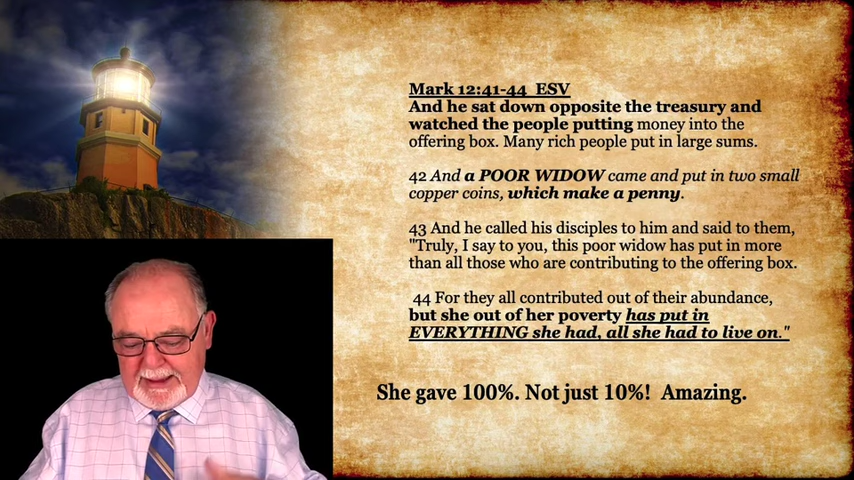 Mark 12:41-44 ESV
And he sat down opposite the treasury and
watched the people putting money into the
offering box. Many rich people put in large sums.
42 And a POOR WIDOW came and put in two small
copper coins, which make a penny.
43 And he called his disciples to him and said to them,
"Truly, I say to you, this poor widow has put in more
than all those who are contributing to the offering box.
44 For they all contributed out of their abundance,
but she out of her poverty has put in
EVERYTHING she had, all she had to live on."
She gave 100%. Not just 10%! Amazing.